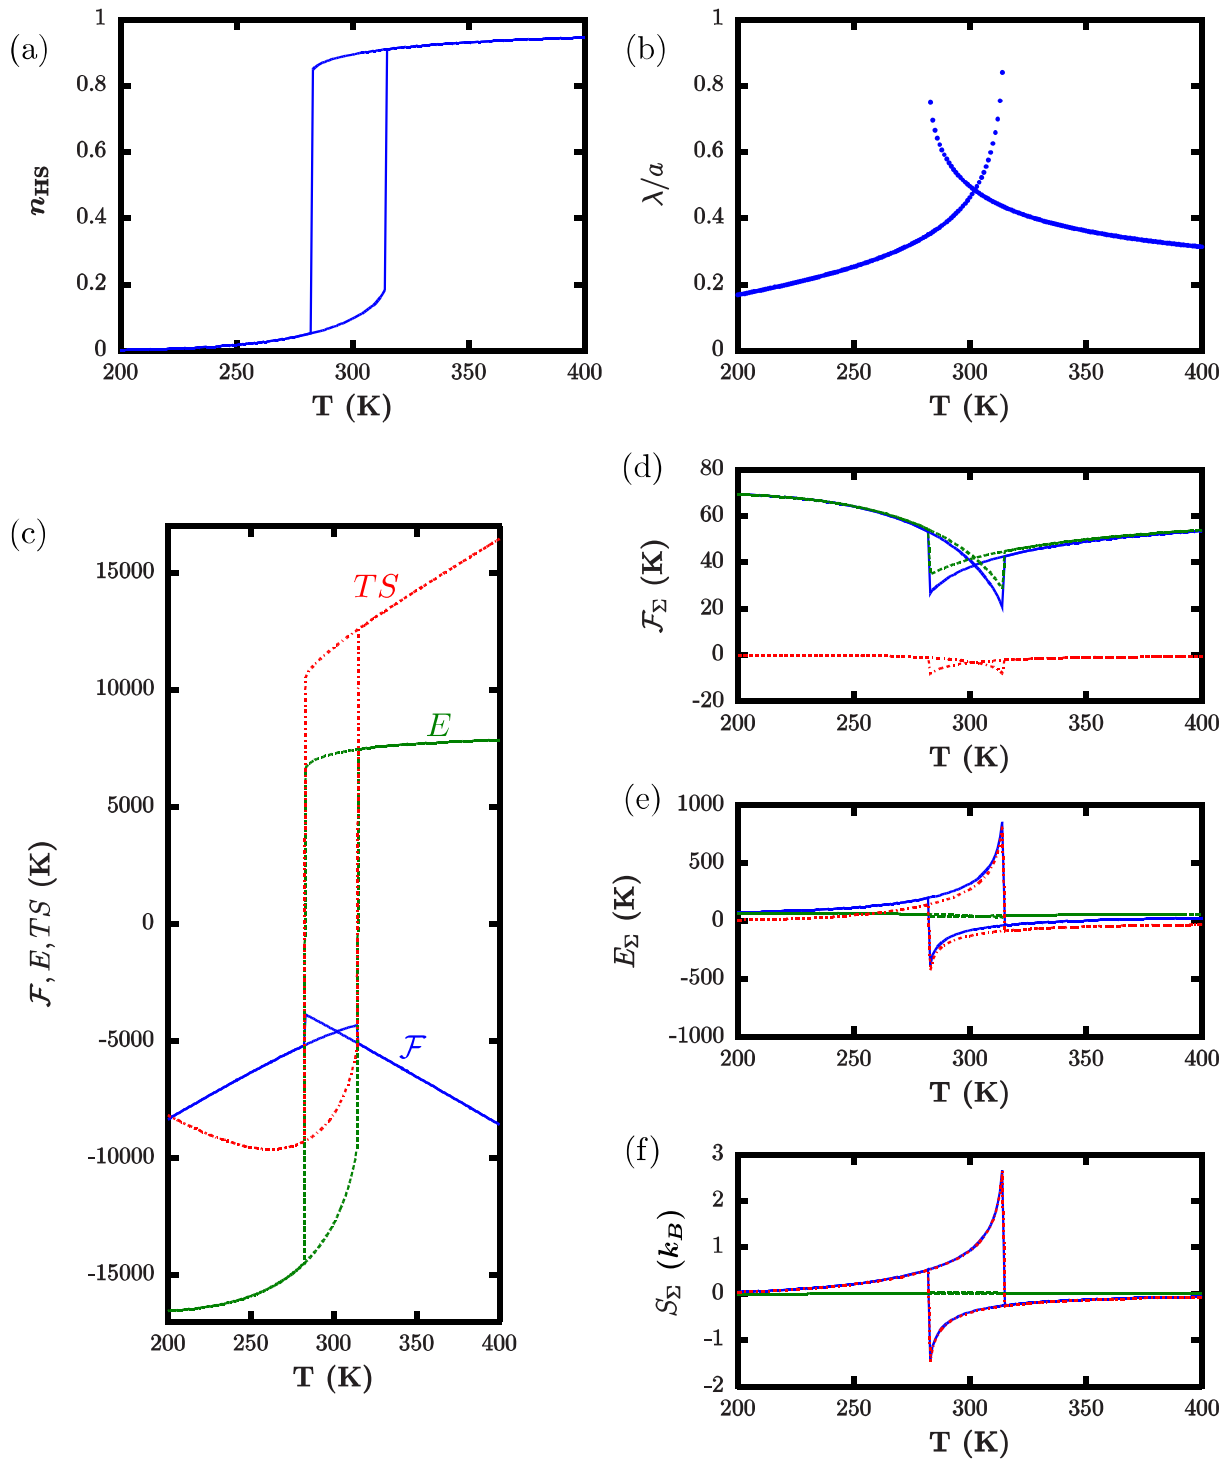 (a)
1
0.8
0.6
0.4
0.2
0
n_HS
200 250 300 350 400
T (K)
(b)
1
0.8
0.6
0.4
0.2
0
λ/a
200 250 300 350 400
T (K)
(c)
15000
10000
5000
0
-5000
-10000
-15000
ℱ, E, TS (K)
TS
E
ℱ
200 250 300 350 400
T (K)
(d)
80
60
40
20
0
-20
ℱ_Σ (K)
200 250 300 350 400
T (K)
(e)
1000
500
0
-500
-1000
E_Σ (K)
200 250 300 350 400
T (K)
(f)
3
2
1
0
-1
-2
S_Σ (k_B)
200 250 300 350 400
T (K)